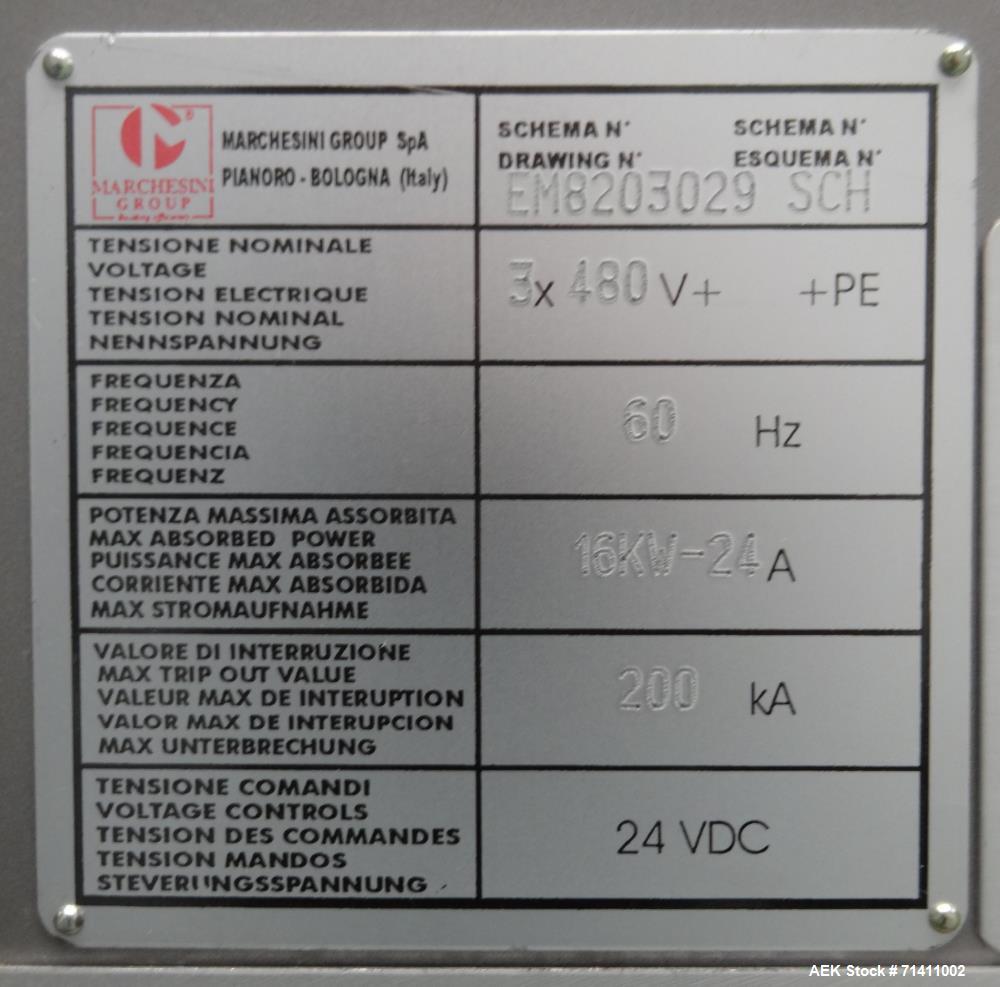 MARCHESINI
GROUP
MARCHESINI GROUP SpA
PIANORO - BOLOGNA (Italy)
SCHEMA N° SCHEMA N°
DRAWING N° ESQUEMA N°
EM8203029 SCH
TENSIONE NOMINALE
VOLTAGE
TENSION ELECTRIQUE
TENSION NOMINAL
NENNSPANNUNG
3x 480 V+ +PE
FREQUENZA
FREQUENCY
FREQUENCE
FREQUENCIA
FREQUENZ
60 Hz
POTENZA MASSIMA ASSORBITA
MAX ABSORBED POWER
PUISSANCE MAX ABSORBEE
CORRIENTE MAX ABSORBIDA
MAX STROMAUFNAHME
16KW-24 A
VALORE DI INTERRUZIONE
MAX TRIP OUT VALUE
VALEUR MAX DE INTERUPTION
VALOR MAX DE INTERUPCION
MAX UNTERBRECHUNG
200 kA
TENSIONE COMANDI
VOLTAGE CONTROLS
TENSION DES COMMANDES
TENSION MANDOS
STEVERUNGSSPANNUNG
24 VDC
AEK Stock # 71411002